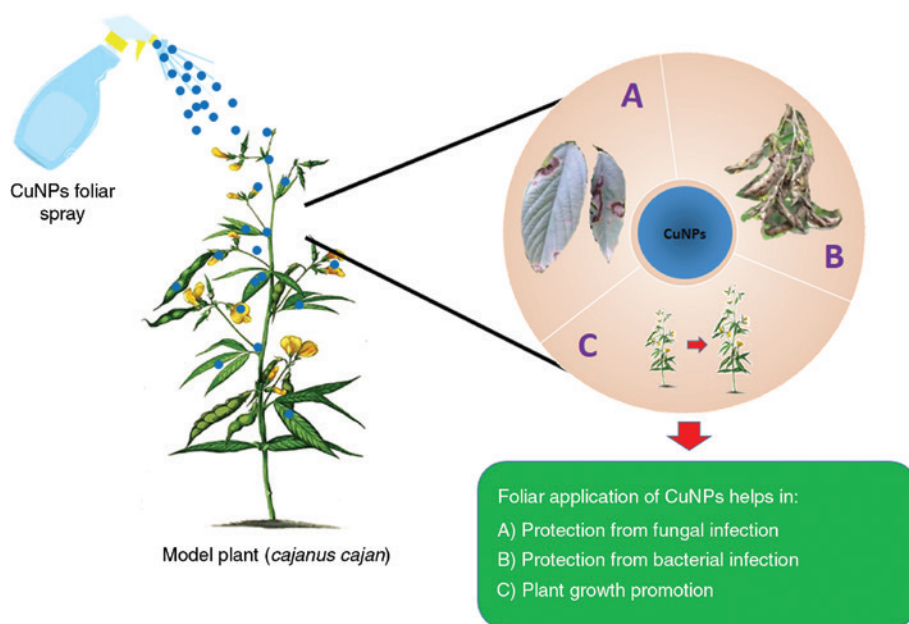 CuNPs foliar
spray
Model plant (cajanus cajan)
A
CuNPs
B
C
Foliar application of CuNPs helps in:
A) Protection from fungal infection
B) Protection from bacterial infection
C) Plant growth promotion